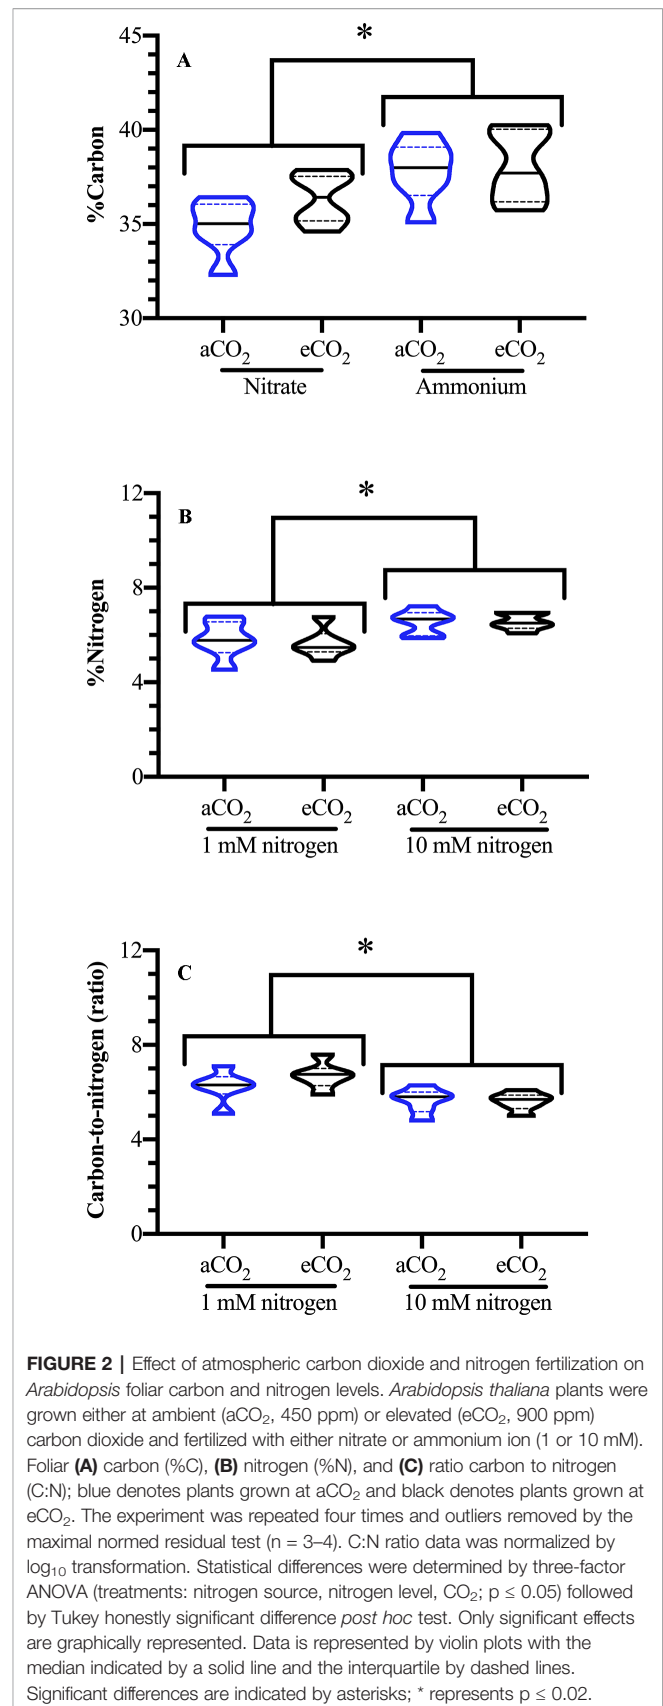 *
A
45
40
35
30
%Carbon
aCO₂ eCO₂ aCO₂ eCO₂
Nitrate Ammonium
*
B
12
8
4
0
%Nitrogen
aCO₂ eCO₂ aCO₂ eCO₂
1 mM nitrogen 10 mM nitrogen
*
C
12
8
4
0
Carbon-to-nitrogen (ratio)
aCO₂ eCO₂ aCO₂ eCO₂
1 mM nitrogen 10 mM nitrogen
FIGURE 2 | Effect of atmospheric carbon dioxide and nitrogen fertilization on
Arabidopsis foliar carbon and nitrogen levels. Arabidopsis thaliana plants were
grown either at ambient (aCO₂, 450 ppm) or elevated (eCO₂, 900 ppm)
carbon dioxide and fertilized with either nitrate or ammonium ion (1 or 10 mM).
Foliar (A) carbon (%C), (B) nitrogen (%N), and (C) ratio carbon to nitrogen
(C:N); blue denotes plants grown at aCO₂ and black denotes plants grown at
eCO₂. The experiment was repeated four times and outliers removed by the
maximal normed residual test (n = 3–4). C:N ratio data was normalized by
log₁₀ transformation. Statistical differences were determined by three-factor
ANOVA (treatments: nitrogen source, nitrogen level, CO₂; p ≤ 0.05) followed
by Tukey honestly significant difference post hoc test. Only significant effects
are graphically represented. Data is represented by violin plots with the
median indicated by a solid line and the interquartile by dashed lines.
Significant differences are indicated by asterisks; * represents p ≤ 0.02.